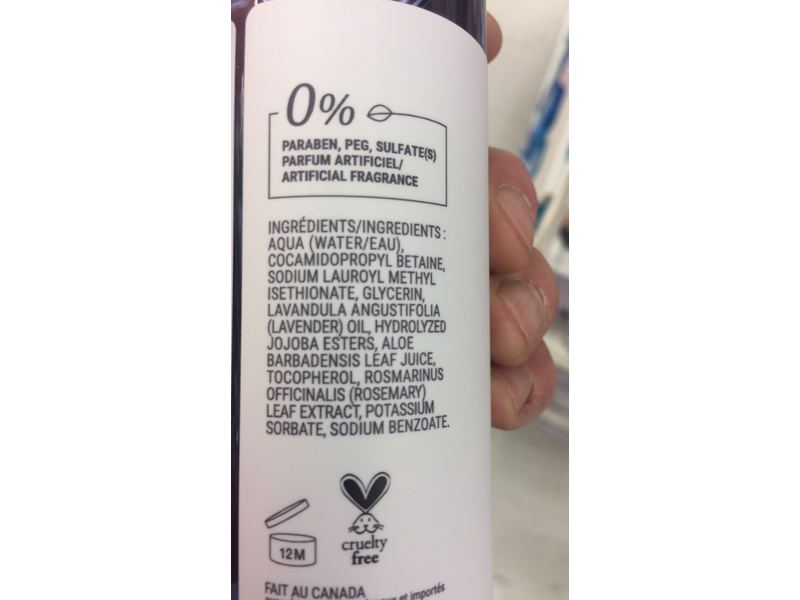 0%
PARABEN, PEG, SULFATE(S)
PARFUM ARTIFICIEL/
ARTIFICIAL FRAGRANCE
INGRÉDIENTS/INGREDIENTS :
AQUA (WATER/EAU),
COCAMIDOPROPYL BETAINE,
SODIUM LAUROYL METHYL
ISETHIONATE, GLYCERIN,
LAVANDULA ANGUSTIFOLIA
(LAVENDER) OIL, HYDROLYZED
JOJOBA ESTERS, ALOE
BARBADENSIS LEAF JUICE,
TOCOPHEROL, ROSMARINUS
OFFICINALIS (ROSEMARY)
LEAF EXTRACT, POTASSIUM
SORBATE, SODIUM BENZOATE.
12M
cruelty
free
FAIT AU CANADA
et importés